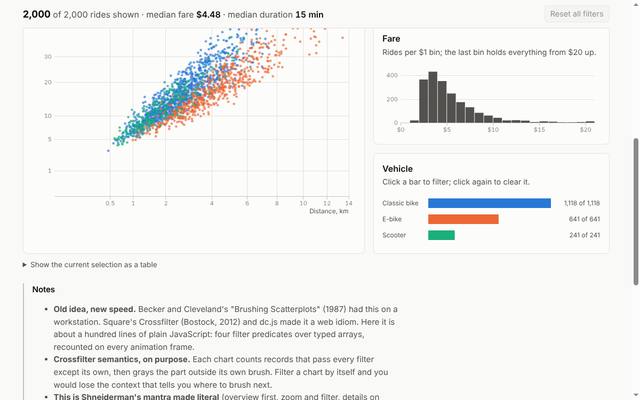 2,000 of 2,000 rides shown · median fare $4.48 · median duration 15 min
Reset all filters
30
20
10
5
1
0.5 1 2 4 6 8 10 12 14
Distance, km
Fare
Rides per $1 bin; the last bin holds everything from $20 up.
400
200
0
$0 $5 $10 $15 $20
Vehicle
Click a bar to filter; click again to clear it.
Classic bike 1,118 of 1,118
E-bike 641 of 641
Scooter 241 of 241
▶ Show the current selection as a table
Notes
• Old idea, new speed. Becker and Cleveland's "Brushing Scatterplots" (1987) had this on a
workstation. Square's Crossfilter (Bostock, 2012) and dc.js made it a web idiom. Here it is
about a hundred lines of plain JavaScript: four filter predicates over typed arrays,
recounted on every animation frame.
• Crossfilter semantics, on purpose. Each chart counts records that pass every filter
except its own, then grays the part outside its own brush. Filter a chart by itself and you
would lose the context that tells you where to brush next.
• This is Shneiderman's mantra made literal (overview first, zoom and filter, details on